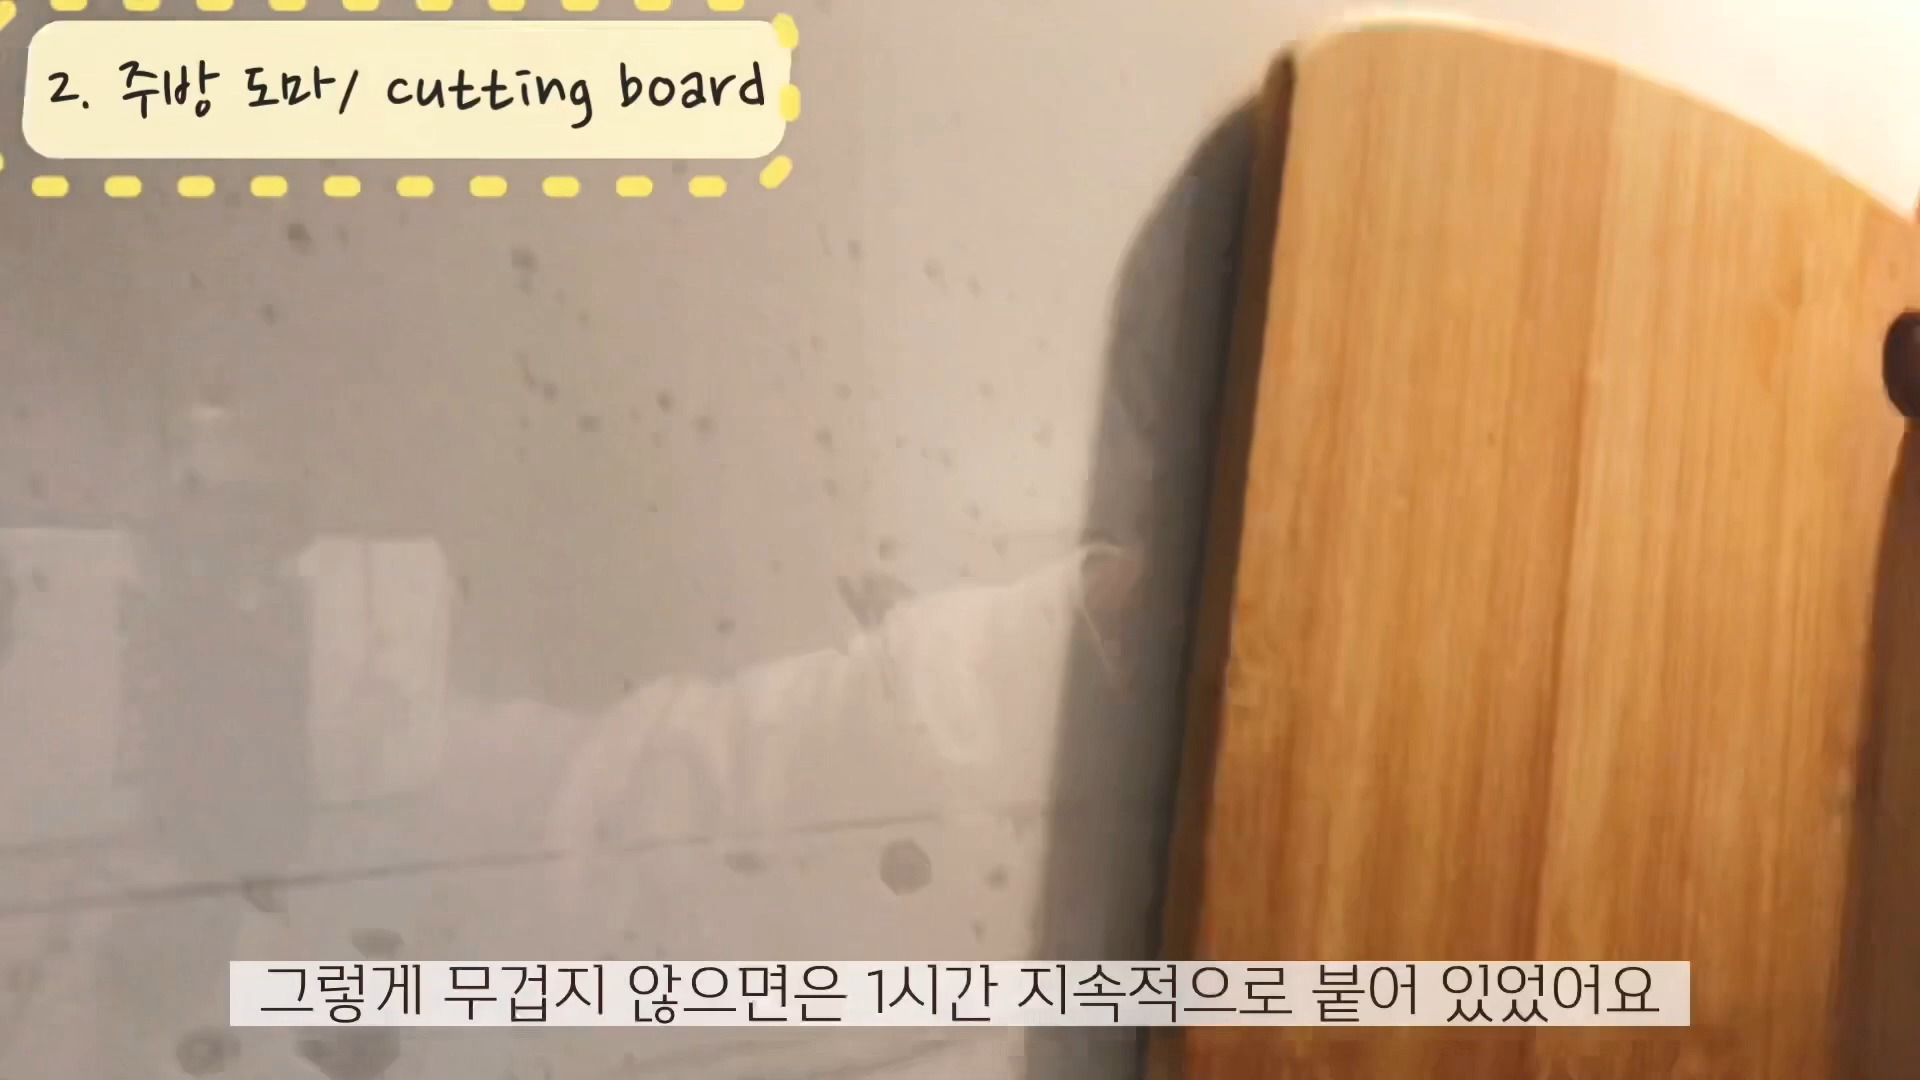 2. 주방 도마/ cutting board
그렇게 무겁지 않으면은 1시간 지속적으로 붙어 있었어요